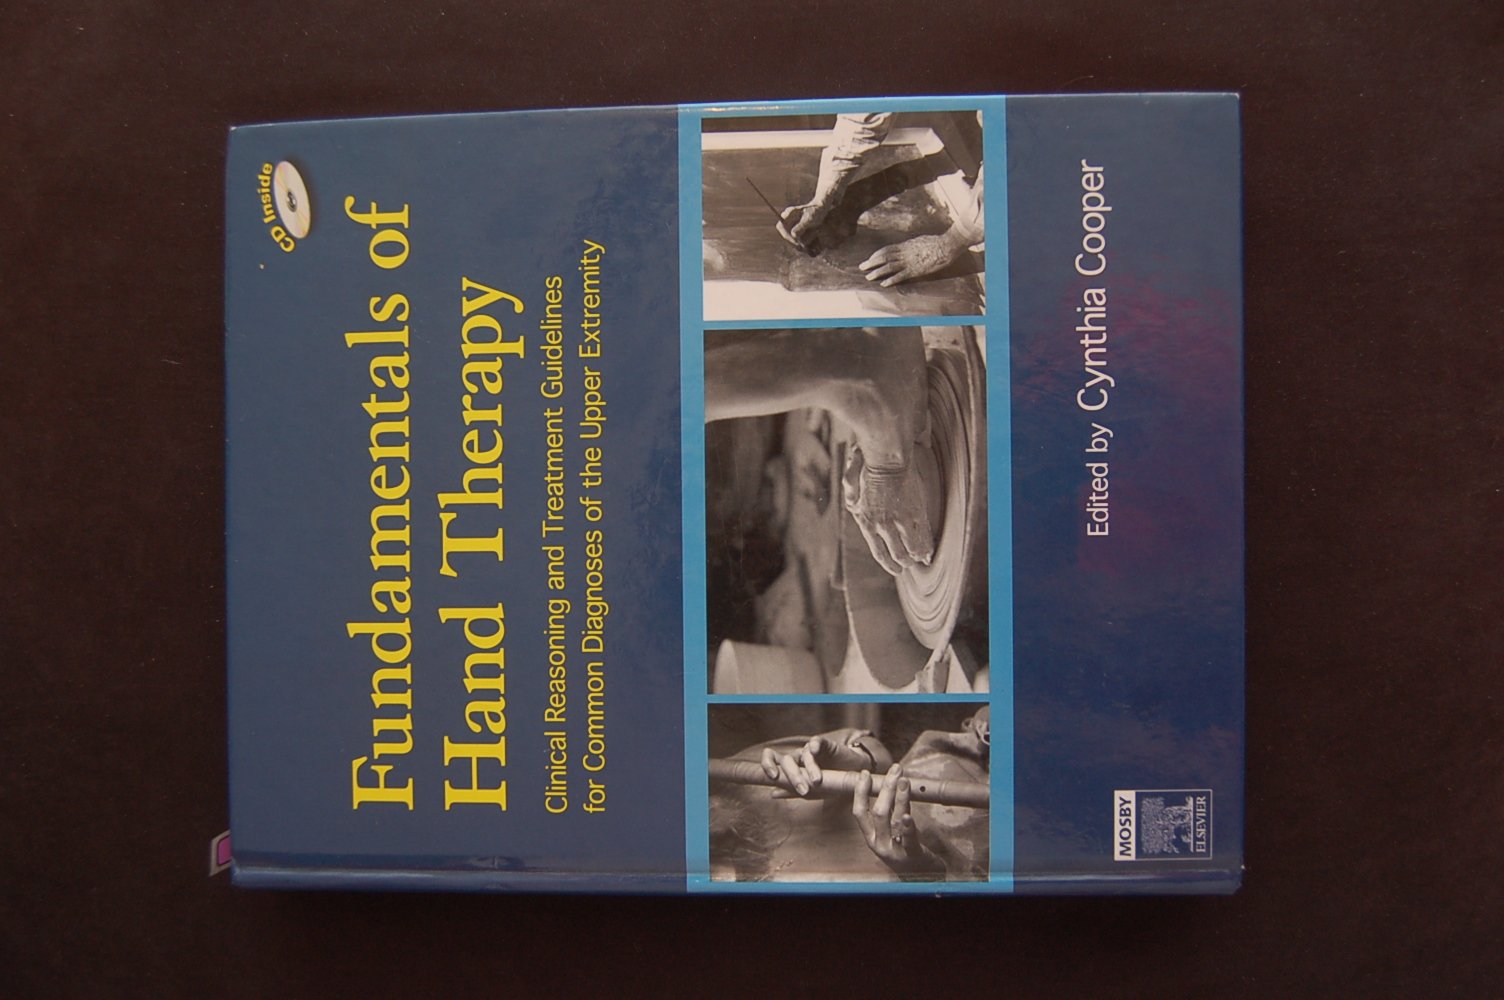 CD Inside
Fundamentals of
Hand Therapy
Clinical Reasoning and Treatment Guidelines
for Common Diagnoses of the Upper Extremity
Edited by Cynthia Cooper
MOSBY
ELSEVIER